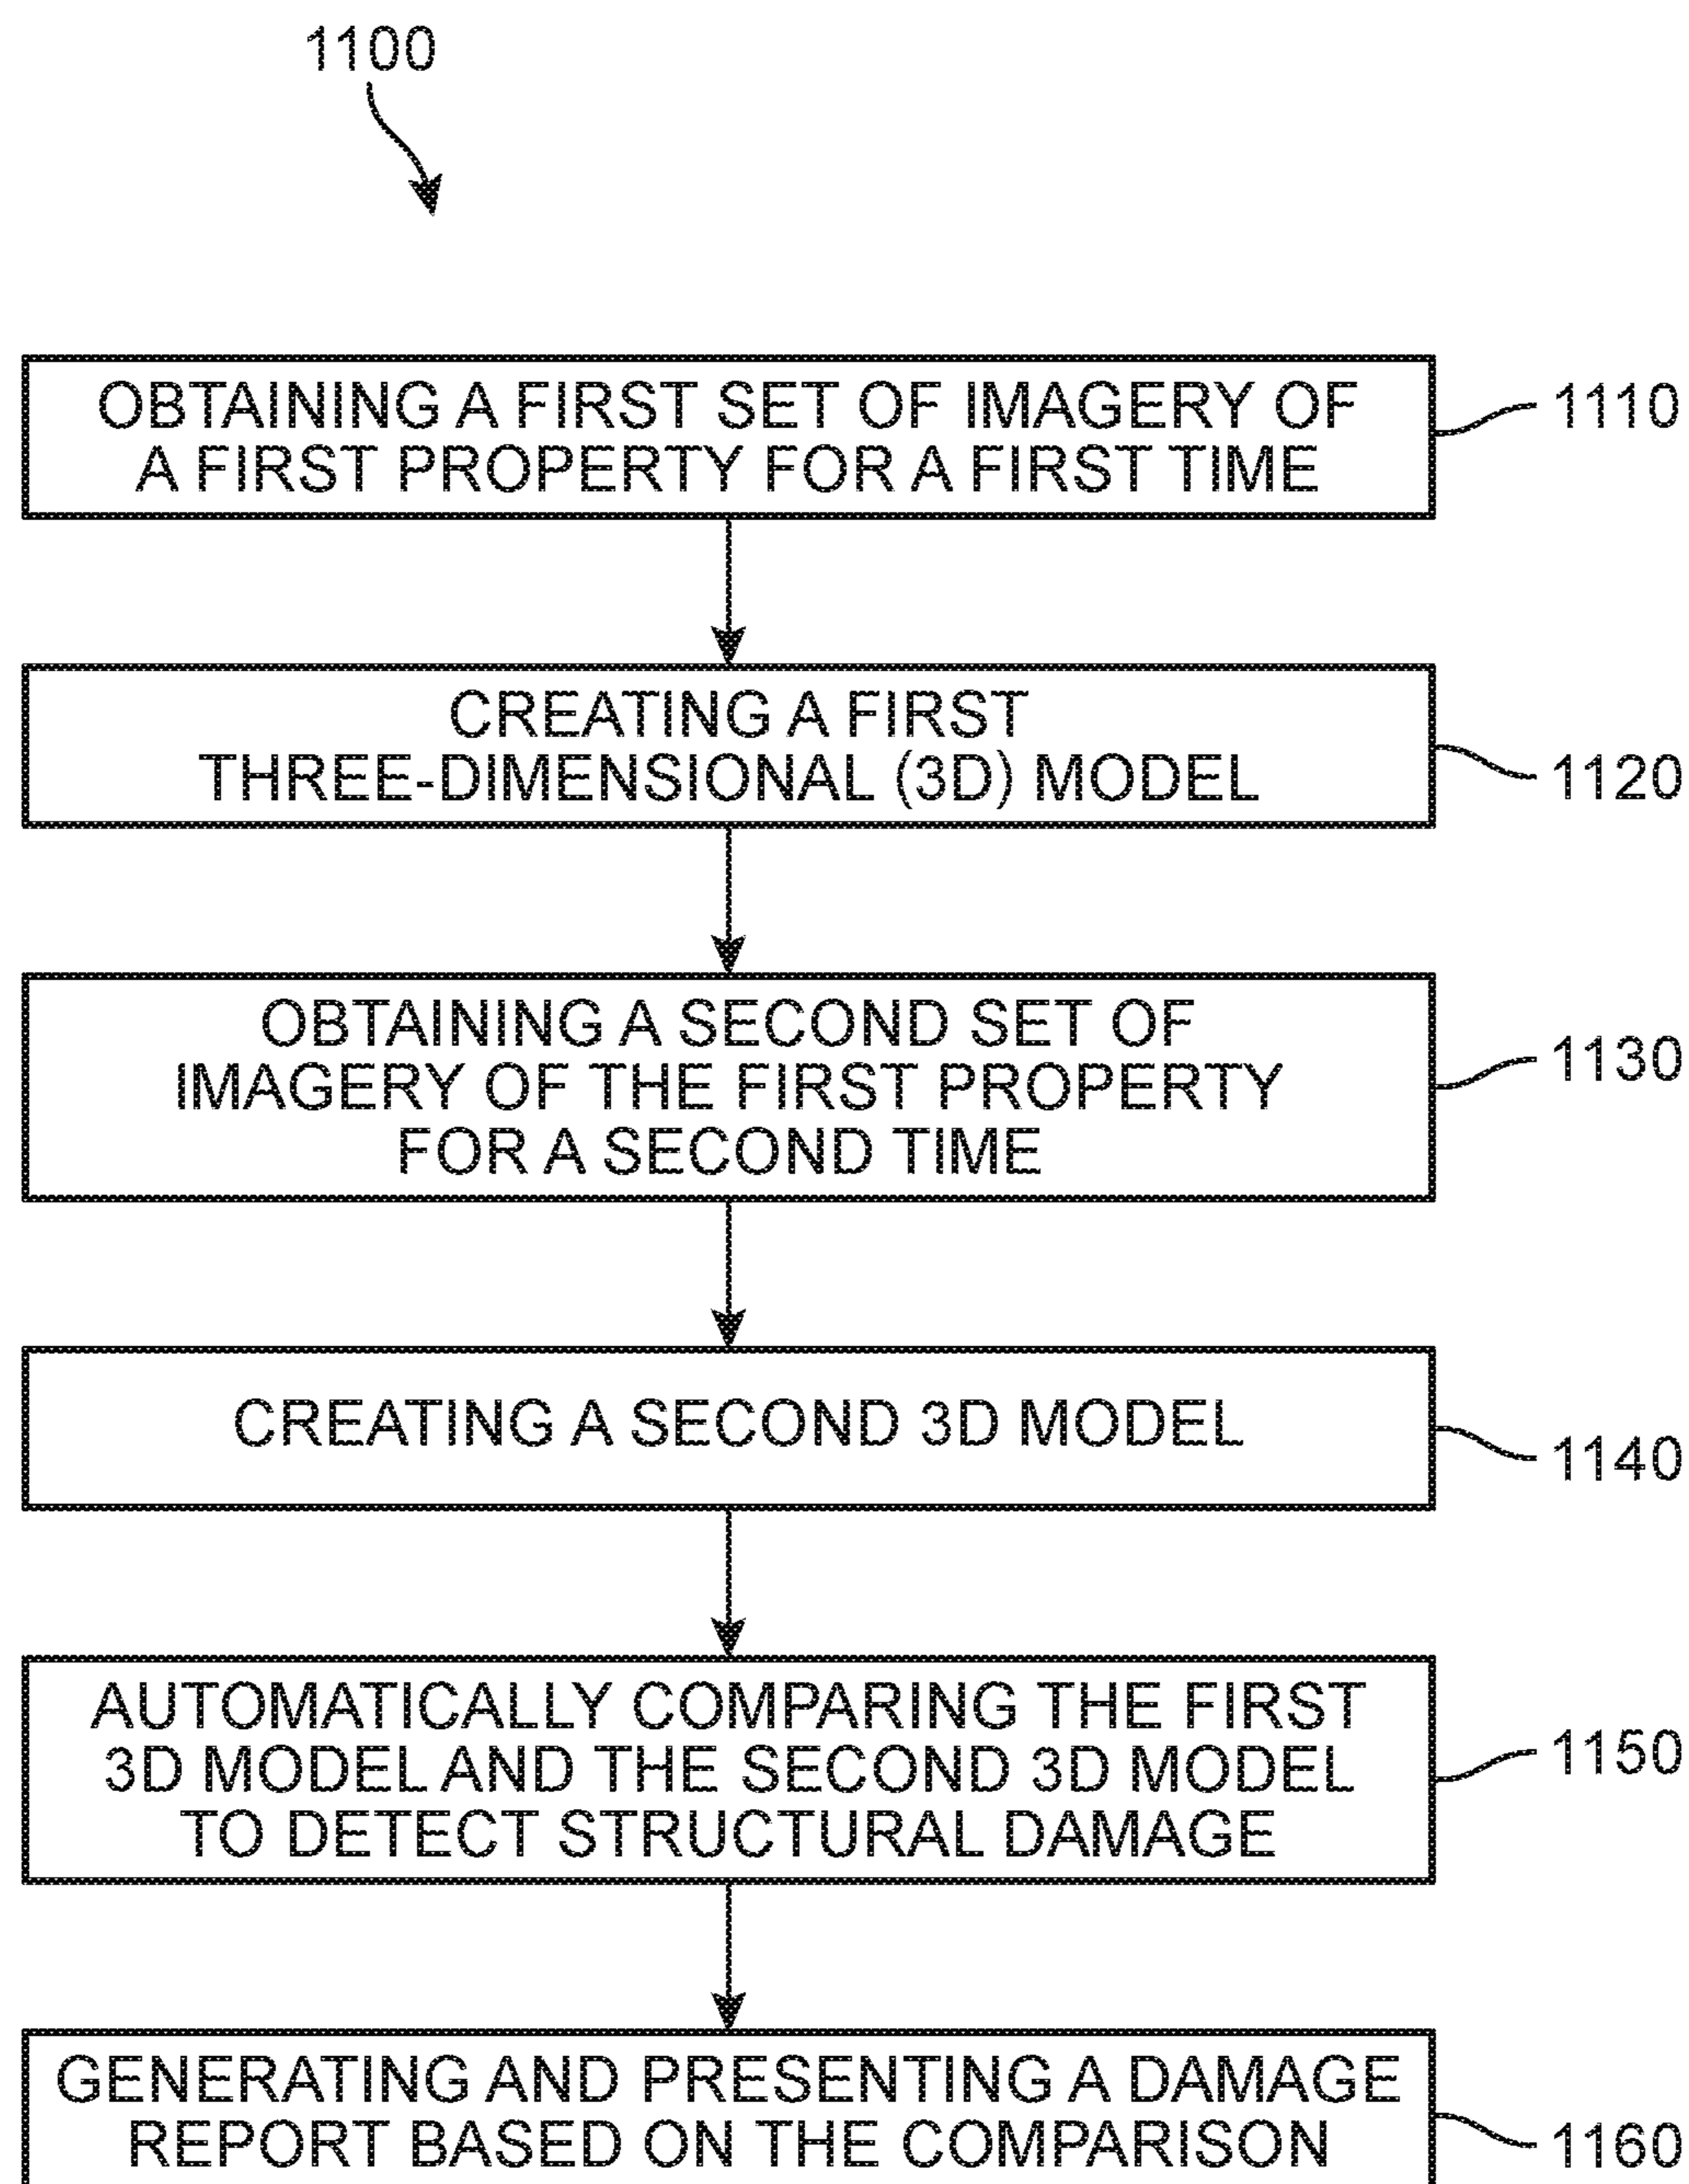 1100
OBTAINING A FIRST SET OF IMAGERY OF
A FIRST PROPERTY FOR A FIRST TIME
1110
CREATING A FIRST
THREE-DIMENSIONAL (3D) MODEL
1120
OBTAINING A SECOND SET OF
IMAGERY OF THE FIRST PROPERTY
FOR A SECOND TIME
1130
CREATING A SECOND 3D MODEL
1140
AUTOMATICALLY COMPARING THE FIRST
3D MODEL AND THE SECOND 3D MODEL
TO DETECT STRUCTURAL DAMAGE
1150
GENERATING AND PRESENTING A DAMAGE
REPORT BASED ON THE COMPARISON
1160